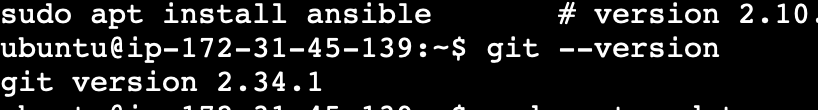 sudo apt install ansible # version 2.10.
ubuntu@ip-172-31-45-139:~$ git --version
git version 2.34.1